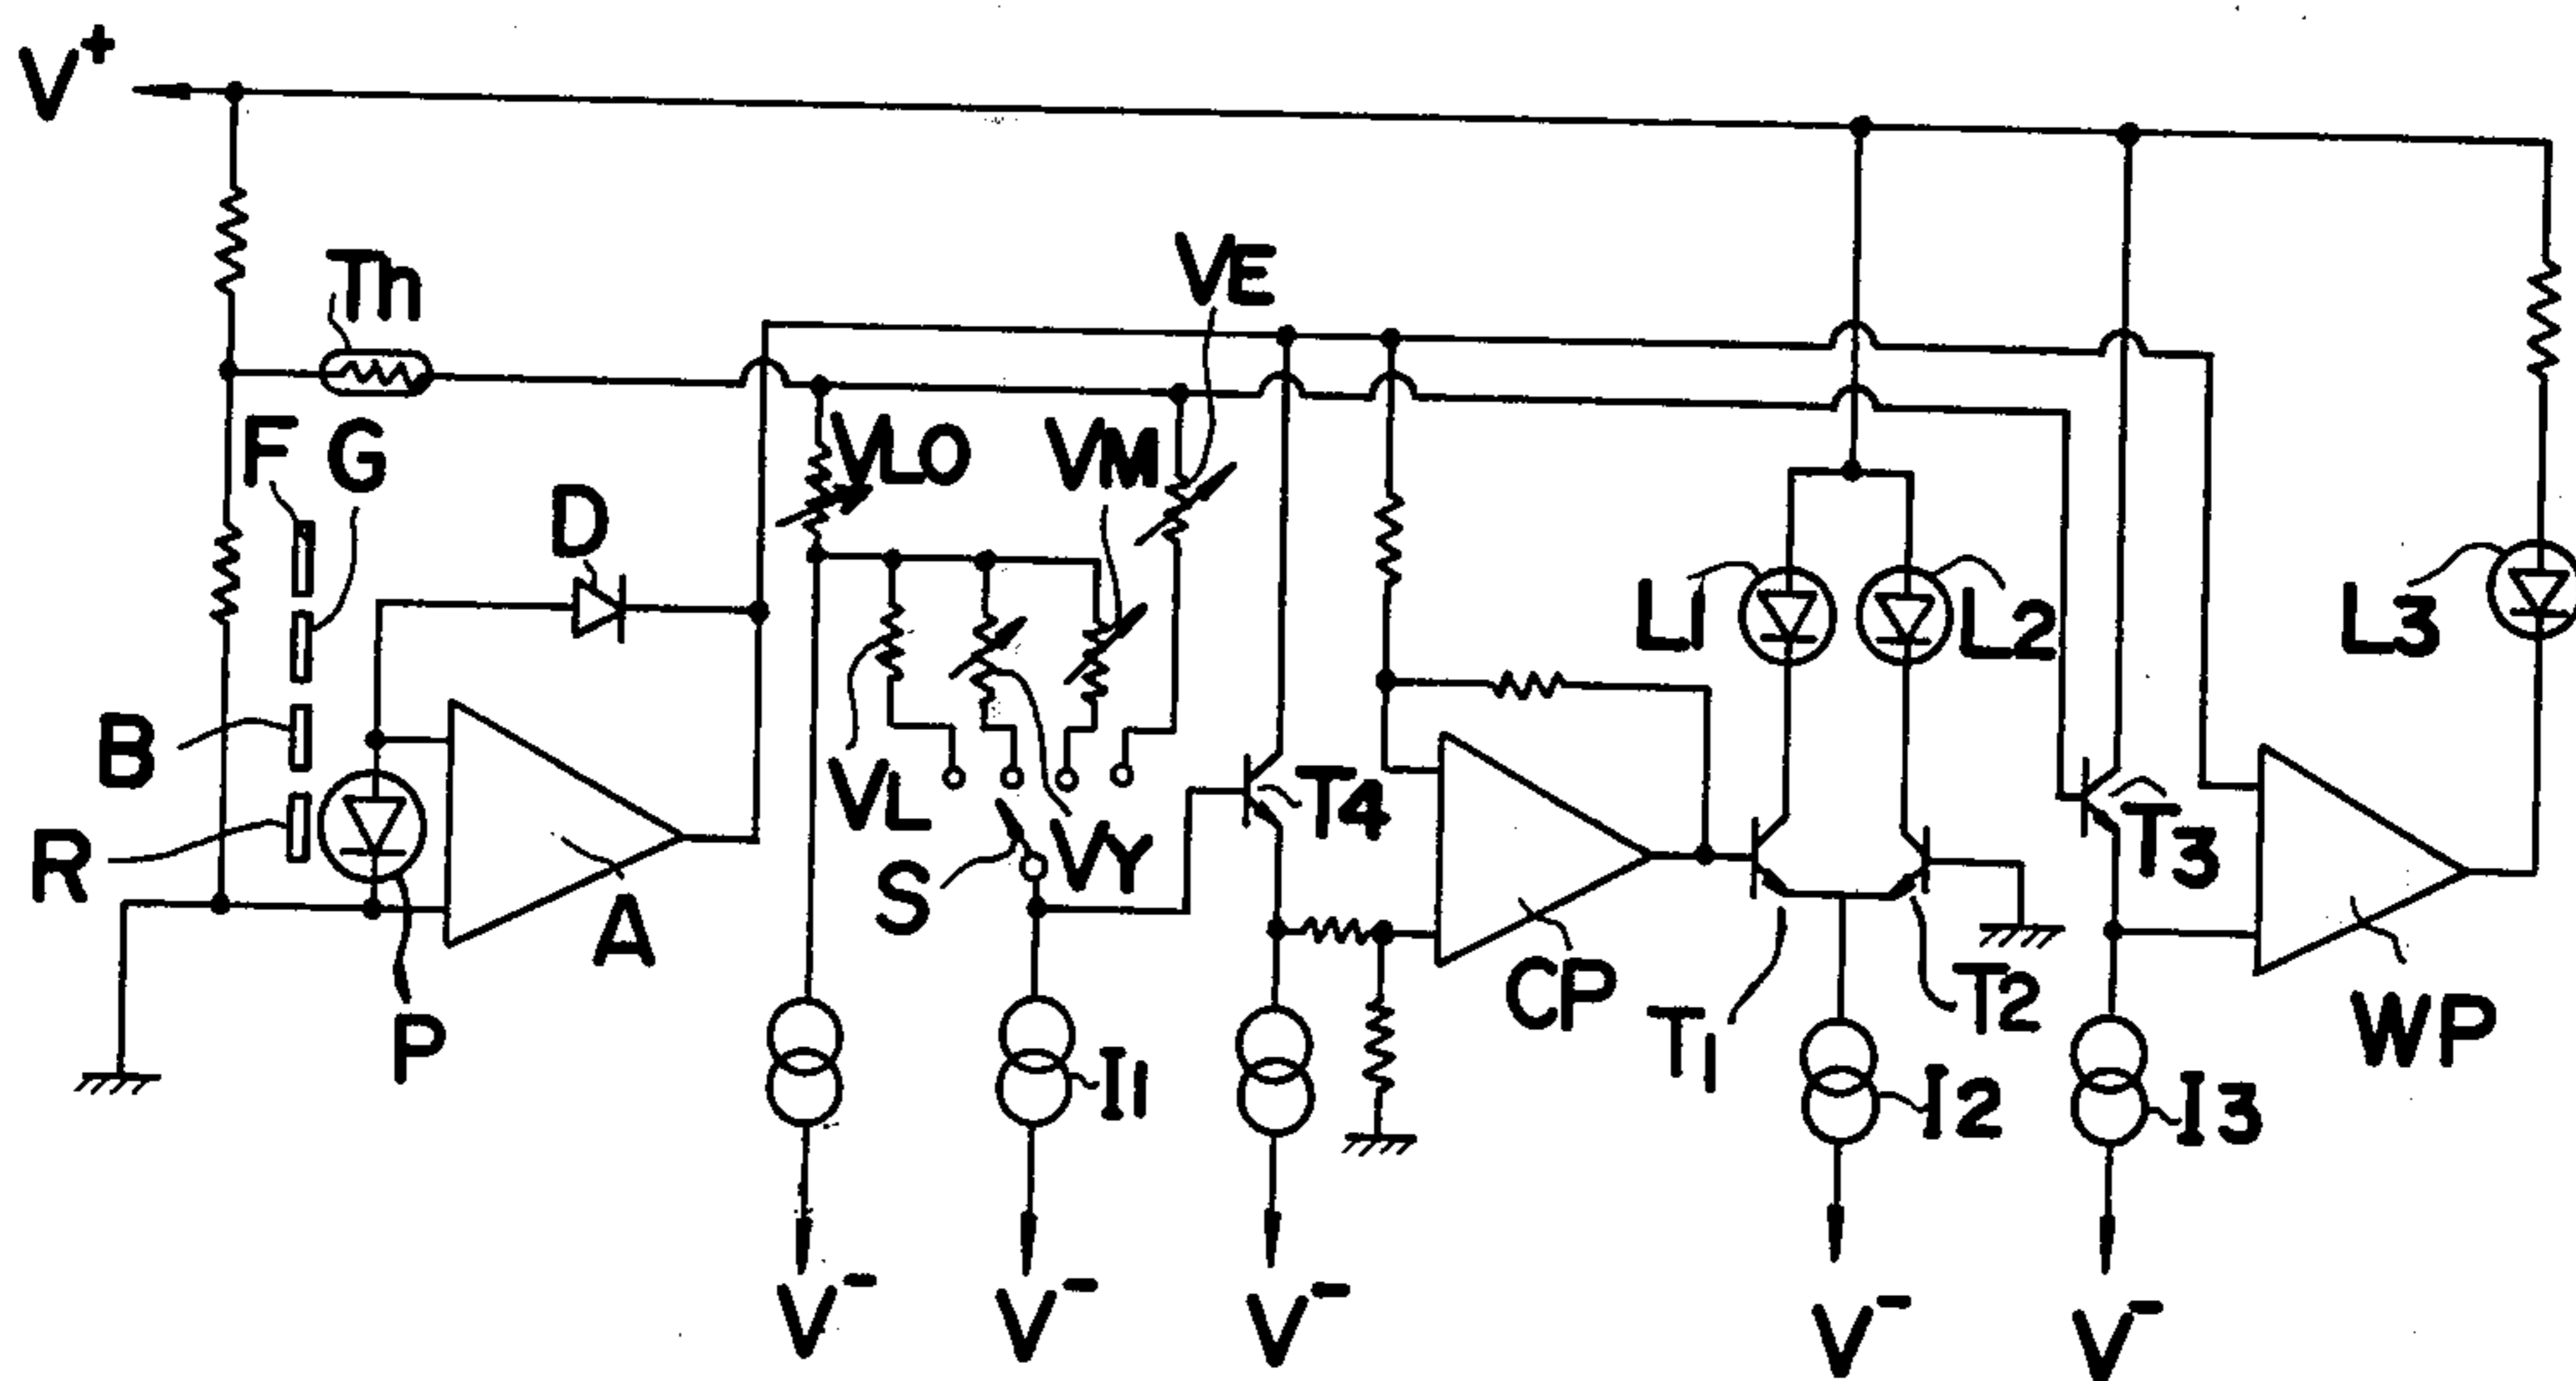 V+
Th
VE
F G
VLO VM
D
L1 L2 L3
B
VL
T4
R
S VY
T3
A
CP
T1 T2
WP
P
I1 I2 I3
V- V- V- V- V-